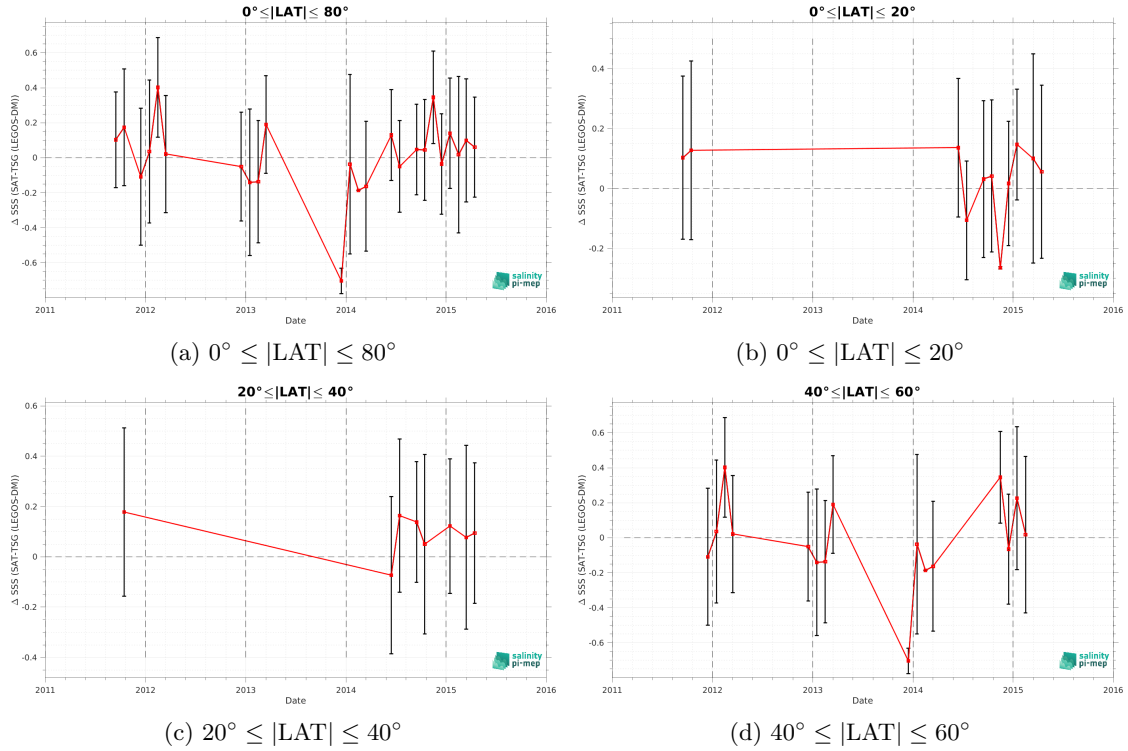 0°≤|LAT|≤ 80°
Δ SSS (SAT-TSG (LEGOS-DM))
0.6
0.4
0.2
0
-0.2
-0.4
-0.6
salinity
pi-mep
2011 2012 2013 2014 2015 2016
Date
(a) 0° ≤ |LAT| ≤ 80°
0°≤|LAT|≤ 20°
Δ SSS (SAT-TSG (LEGOS-DM))
0.4
0.2
0
-0.2
salinity
pi-mep
2011 2012 2013 2014 2015 2016
Date
(b) 0° ≤ |LAT| ≤ 20°
20°≤|LAT|≤ 40°
Δ SSS (SAT-TSG (LEGOS-DM))
0.6
0.4
0.2
0
-0.2
-0.4
salinity
pi-mep
2011 2012 2013 2014 2015 2016
Date
(c) 20° ≤ |LAT| ≤ 40°
40°≤|LAT|≤ 60°
Δ SSS (SAT-TSG (LEGOS-DM))
0.6
0.4
0.2
0
-0.2
-0.4
-0.6
salinity
pi-mep
2011 2012 2013 2014 2015 2016
Date
(d) 40° ≤ |LAT| ≤ 60°